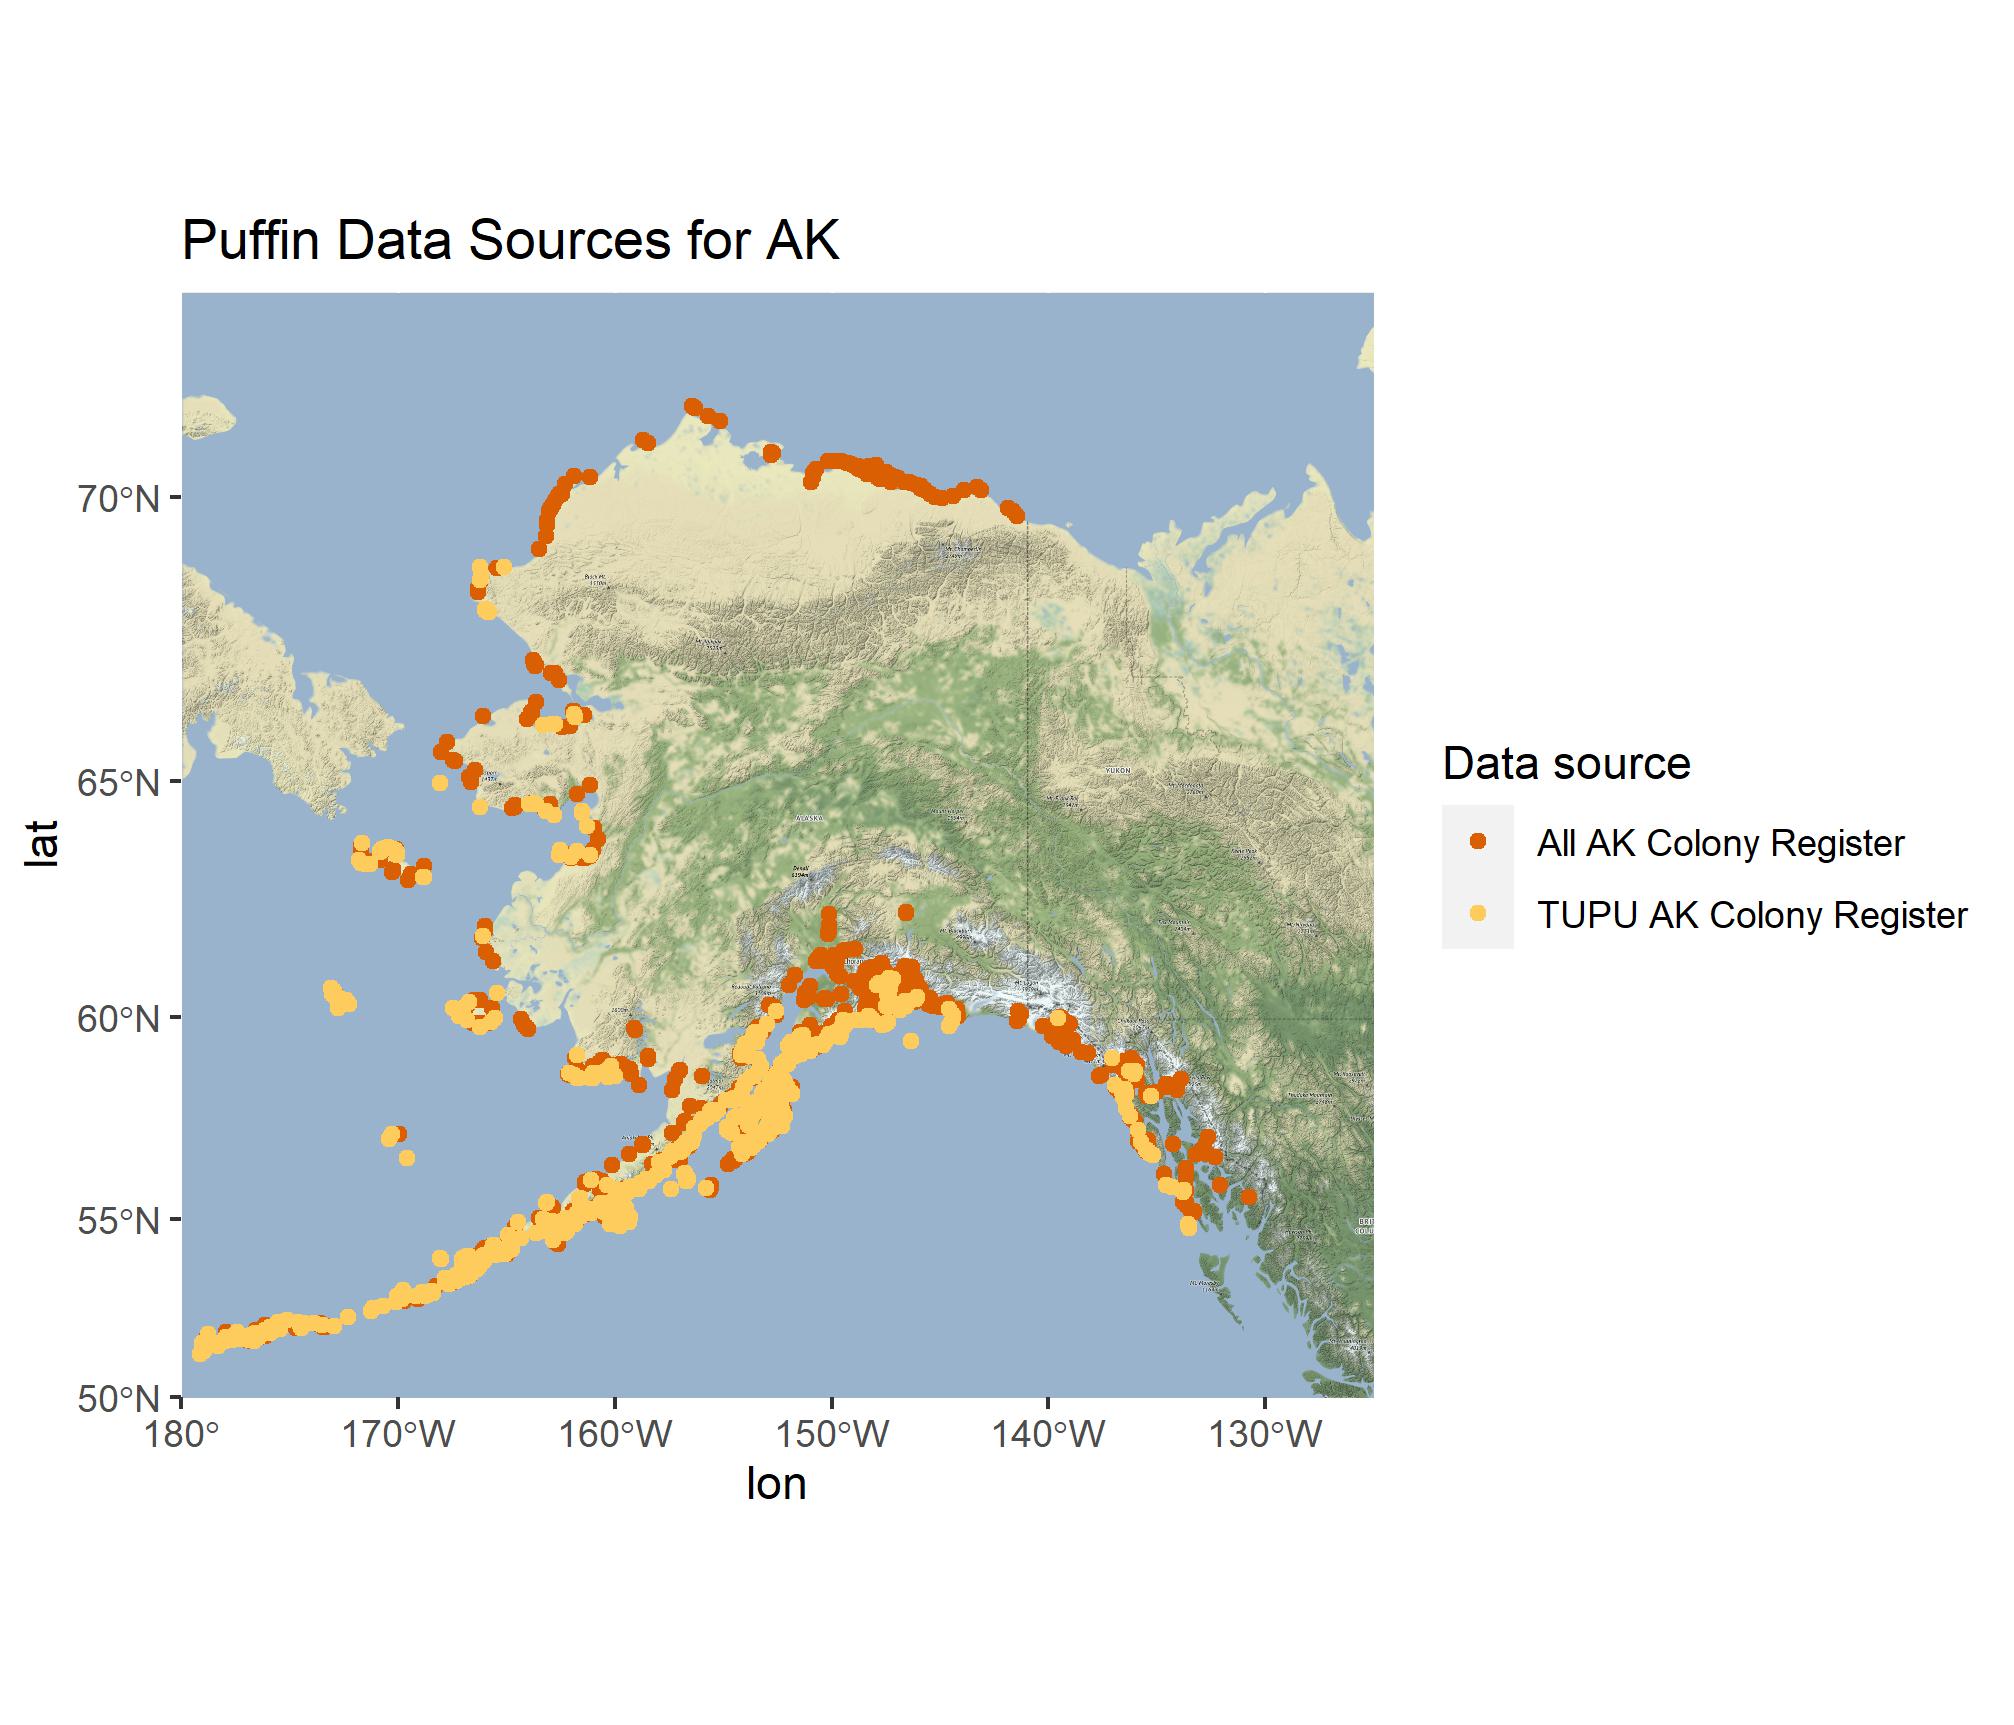 Puffin Data Sources for AK
70°N
65°N
60°N
55°N
50°N
lat
180°
170°W
160°W
150°W
140°W
130°W
lon
Data source
All AK Colony Register
TUPU AK Colony Register
ALASKA
YUKON
Denali